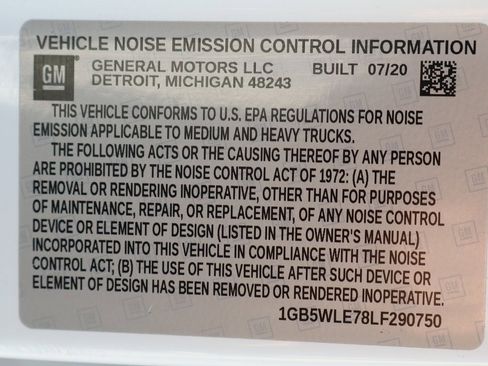 VEHICLE NOISE EMISSION CONTROL INFORMATION
GM GENERAL MOTORS LLC BUILT 07/20
DETROIT, MICHIGAN 48243
THIS VEHICLE CONFORMS TO U.S. EPA REGULATIONS FOR NOISE
EMISSION APPLICABLE TO MEDIUM AND HEAVY TRUCKS.
THE FOLLOWING ACTS OR THE CAUSING THEREOF BY ANY PERSON
ARE PROHIBITED BY THE NOISE CONTROL ACT OF 1972: (A) THE
REMOVAL OR RENDERING INOPERATIVE, OTHER THAN FOR PURPOSES
OF MAINTENANCE, REPAIR, OR REPLACEMENT, OF ANY NOISE CONTROL
DEVICE OR ELEMENT OF DESIGN (LISTED IN THE OWNER'S MANUAL)
INCORPORATED INTO THIS VEHICLE IN COMPLIANCE WITH THE NOISE
CONTROL ACT; (B) THE USE OF THIS VEHICLE AFTER SUCH DEVICE OR
ELEMENT OF DESIGN HAS BEEN REMOVED OR RENDERED INOPERATIVE.
1GB5WLE78LF290750